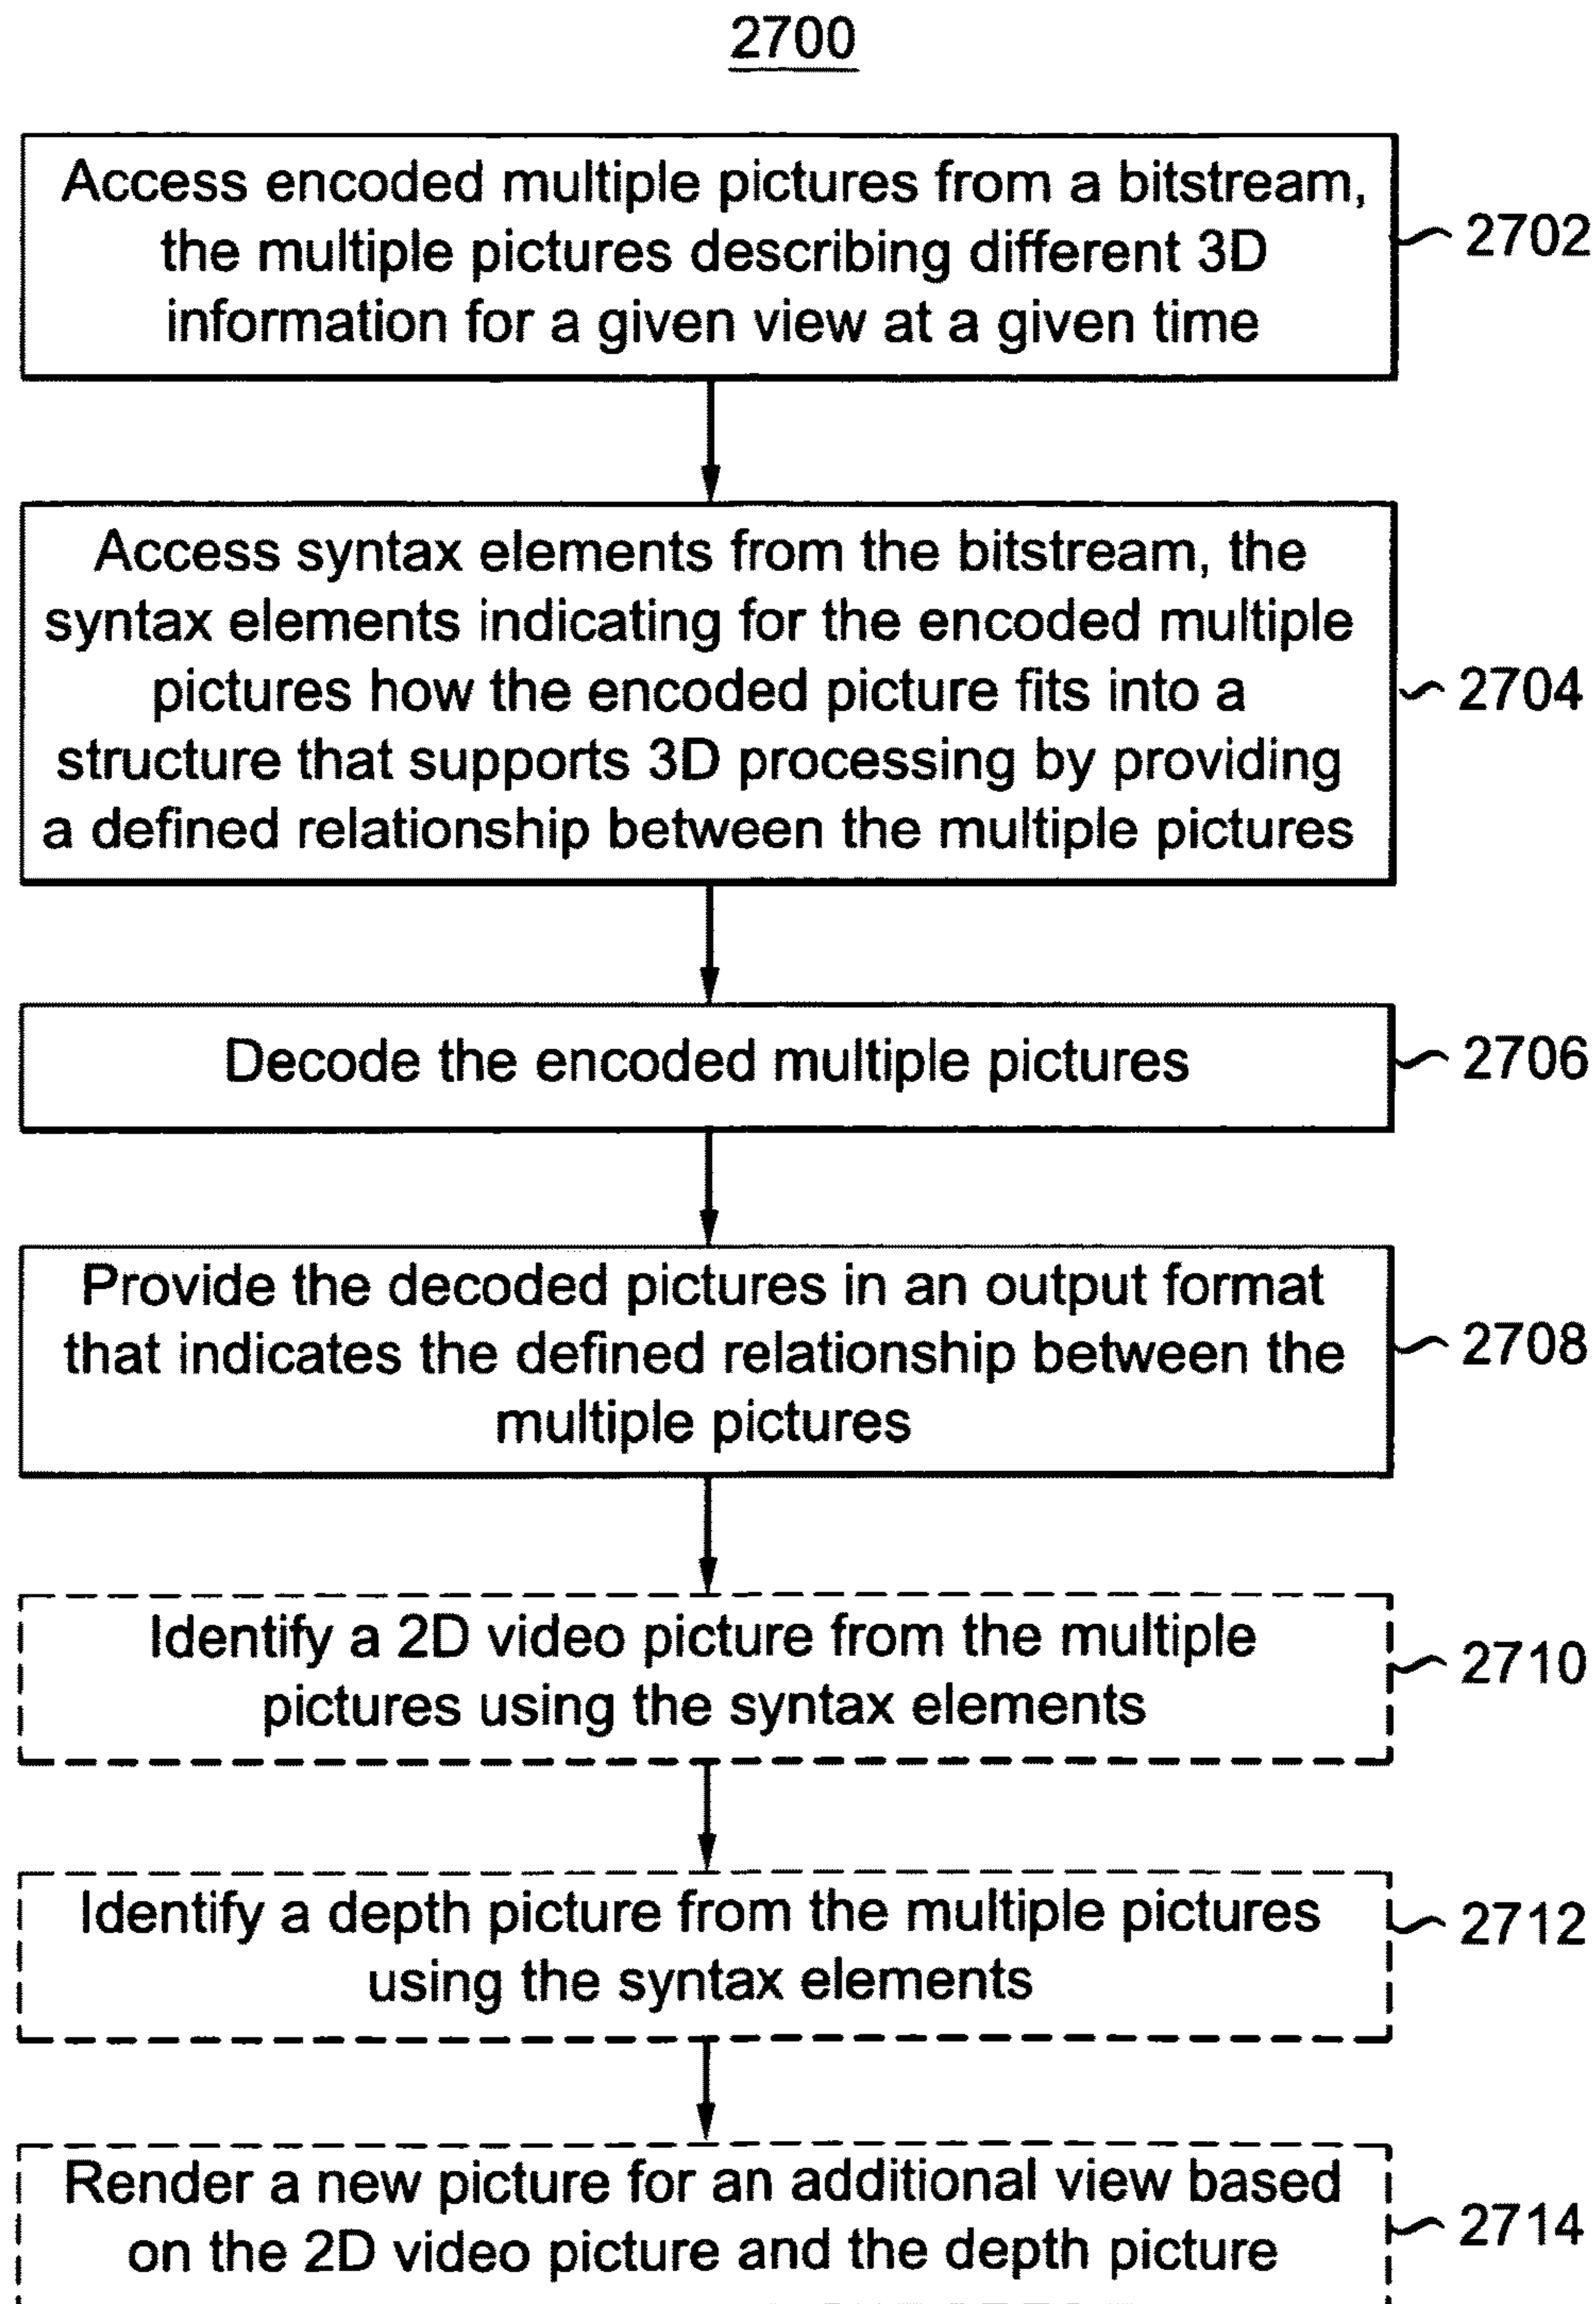 2700
Access encoded multiple pictures from a bitstream,
the multiple pictures describing different 3D
information for a given view at a given time
2702
Access syntax elements from the bitstream, the
syntax elements indicating for the encoded multiple
pictures how the encoded picture fits into a
structure that supports 3D processing by providing
a defined relationship between the multiple pictures
2704
Decode the encoded multiple pictures
2706
Provide the decoded pictures in an output format
that indicates the defined relationship between the
multiple pictures
2708
Identify a 2D video picture from the multiple
pictures using the syntax elements
2710
Identify a depth picture from the multiple pictures
using the syntax elements
2712
Render a new picture for an additional view based
on the 2D video picture and the depth picture
2714